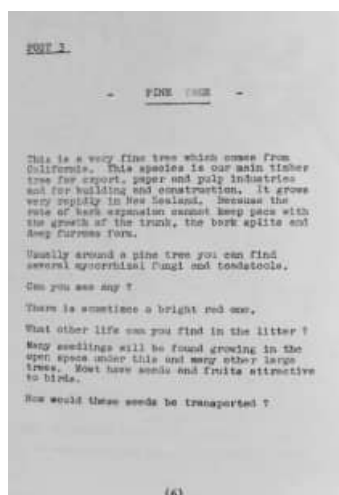 POST 3
- PINE TREE -
This is a very fine tree which comes from
California. This species is our main timber
tree for export, paper and pulp industries
and for building and construction. It grows
very rapidly in New Zealand. Because the
rate of bark expansion cannot keep pace with
the growth of the trunk, the bark splits and
deep furrows form.
Usually around a pine tree you can find
several mycorrhizal fungi and toadstools.
Can you see any ?
There is sometimes a bright red one.
What other life can you find in the litter ?
Many seedlings will be found growing in the
open space under this and many other large
trees. Most have seeds and fruits attractive
to birds.
How would these seeds be transported ?
(6)